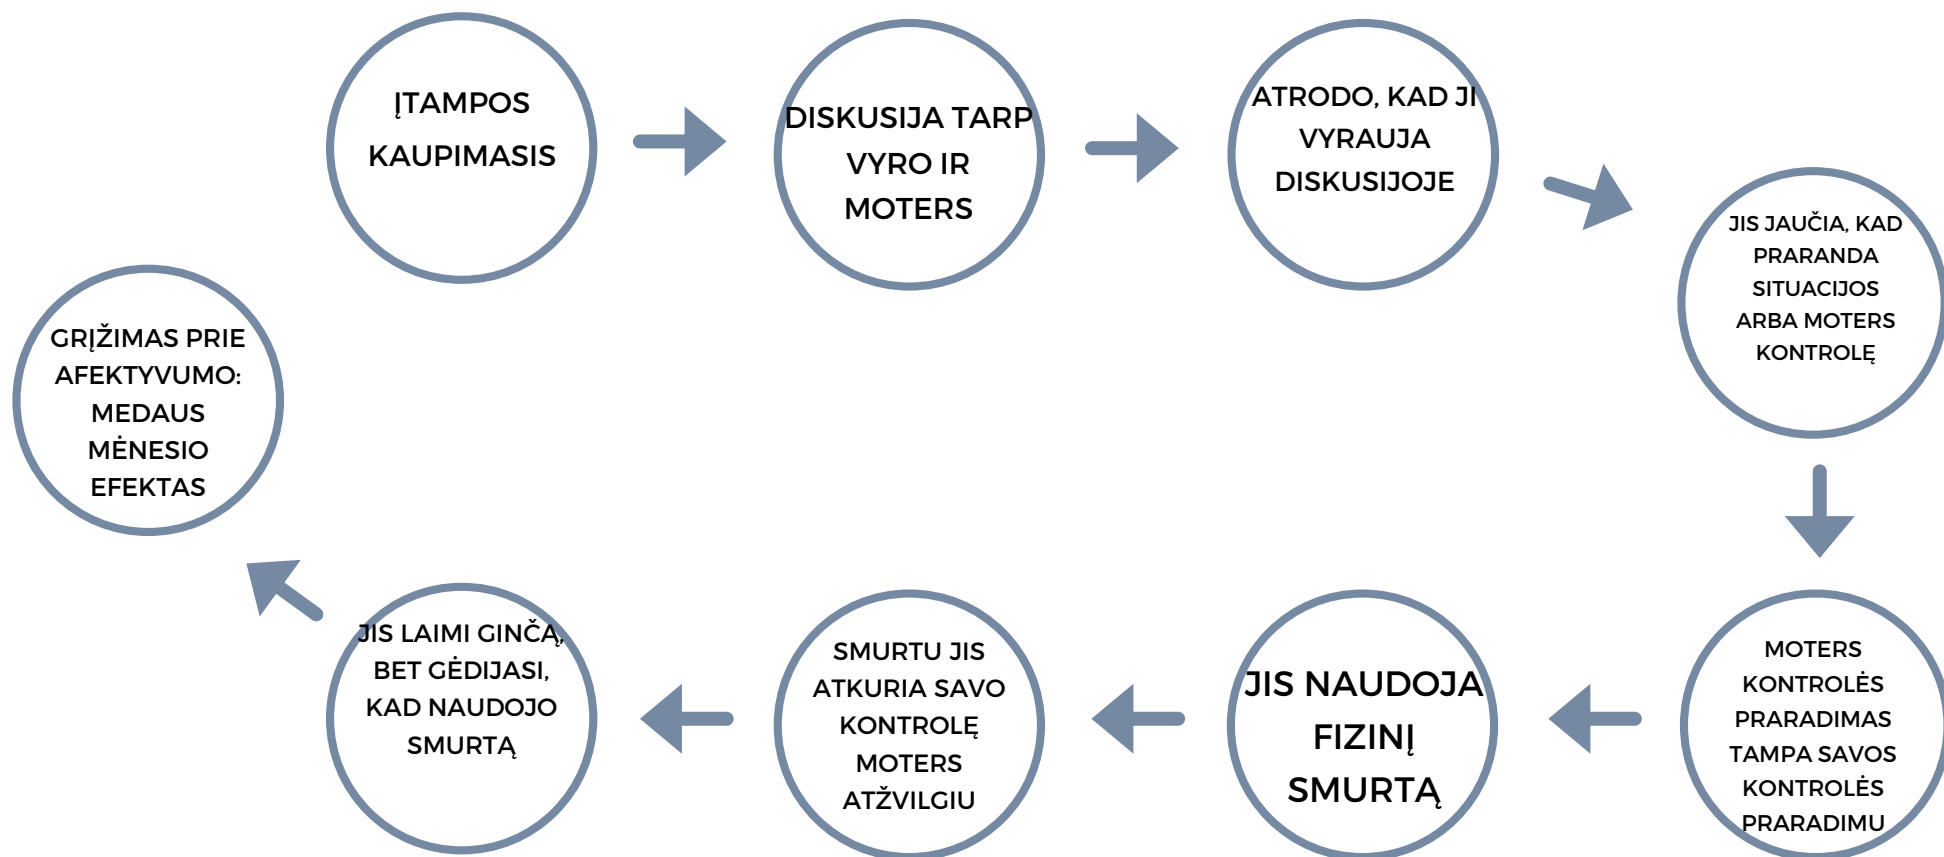 ĮTAMPOS
KAUPIMASIS
DISKUSIJA TARP
VYRO IR
MOTERS
ATRODO, KAD JI
VYRAUJA
DISKUSIJOJE
JIS JAUČIA, KAD
PRARANDA
SITUACIJOS
ARBA MOTERS
KONTROLĘ
MOTERS
KONTROLĖS
PRARADIMAS
TAMPA SAVOS
KONTROLĖS
PRARADIMU
JIS NAUDOJA
FIZINĮ
SMURTĄ
SMURTU JIS
ATKURIA SAVO
KONTROLĘ
MOTERS
ATŽVILGIU
JIS LAIMI GINČĄ,
BET GĖDIJASI,
KAD NAUDOJO
SMURTĄ
GRĮŽIMAS PRIE
AFEKTYVUMO:
MEDAUS
MĖNESIO
EFEKTAS